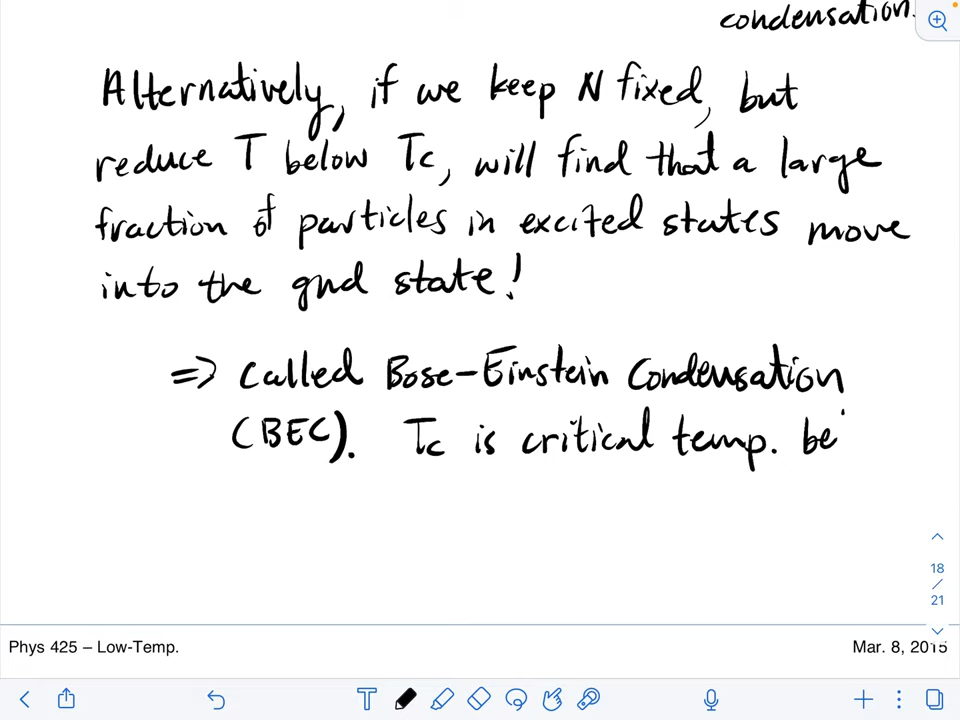 condensation.
Alternatively, if we keep N fixed, but
reduce T below Tc, will find that a large
fraction of particles in excited states move
into the gnd state!
=> Called Bose-Einstein Condensation
(BEC). Tc is critical temp. be
18
/
21
Phys 425 – Low-Temp.
Mar. 8, 2015
T